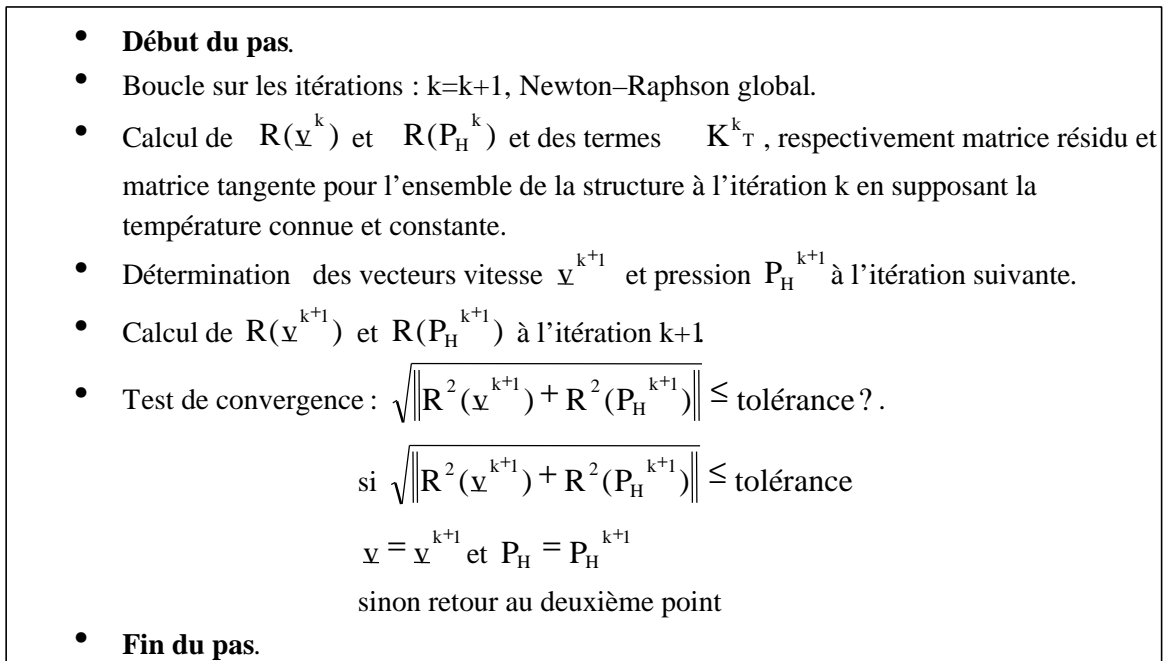 • Début du pas.
• Boucle sur les itérations : k=k+1, Newton–Raphson global.
• Calcul de R(v̲^k) et R(P_H^k) et des termes K^k_T , respectivement matrice résidu et
matrice tangente pour l’ensemble de la structure à l’itération k en supposant la
température connue et constante.
• Détermination des vecteurs vitesse v̲^{k+1} et pression P_H^{k+1} à l’itération suivante.
• Calcul de R(v̲^{k+1}) et R(P_H^{k+1}) à l’itération k+1.
• Test de convergence : √‖R²(v̲^{k+1}) + R²(P_H^{k+1})‖ ≤ tolérance ? .
si √‖R²(v̲^{k+1}) + R²(P_H^{k+1})‖ ≤ tolérance
v̲ = v̲^{k+1} et P_H = P_H^{k+1}
sinon retour au deuxième point
• Fin du pas.